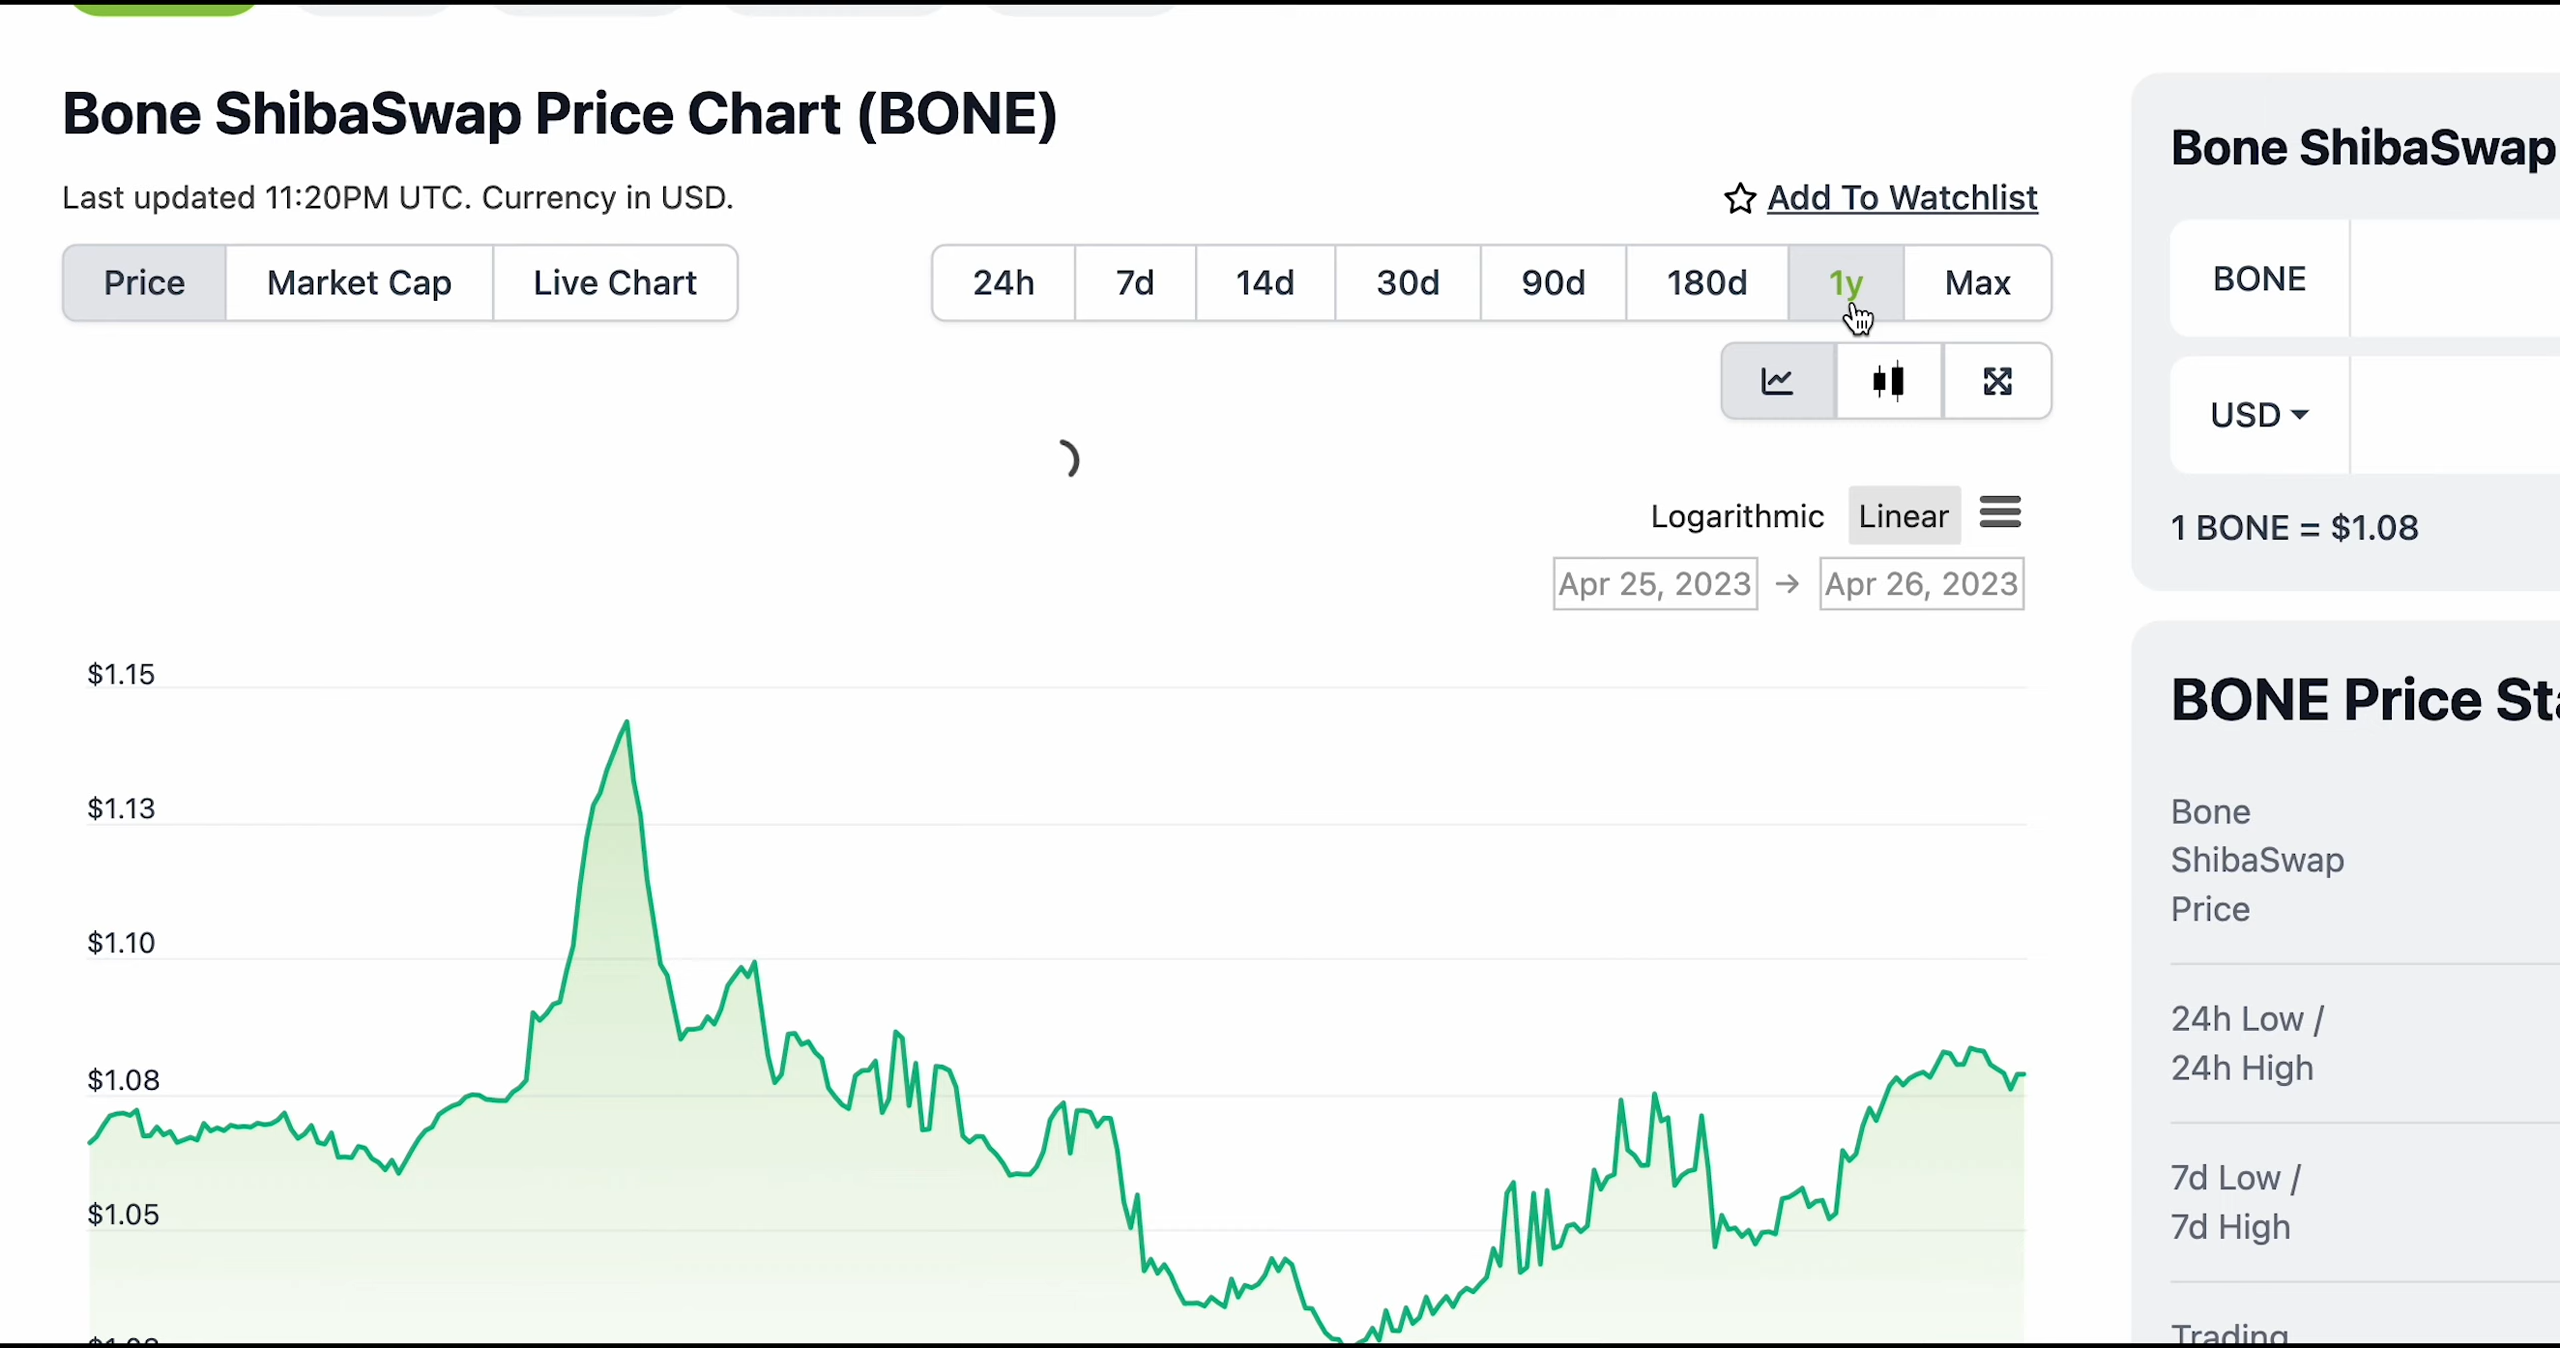 Bone ShibaSwap Price Chart (BONE)
Last updated 11:20PM UTC. Currency in USD.
Add To Watchlist
Price Market Cap Live Chart
24h 7d 14d 30d 90d 180d 1y Max
Logarithmic Linear
Apr 25, 2023 → Apr 26, 2023
$1.15
$1.13
$1.10
$1.08
$1.05
Bone ShibaSwap
BONE
USD
1 BONE = $1.08
BONE Price
Bone
ShibaSwap
Price
24h Low /
24h High
7d Low /
7d High
Trading